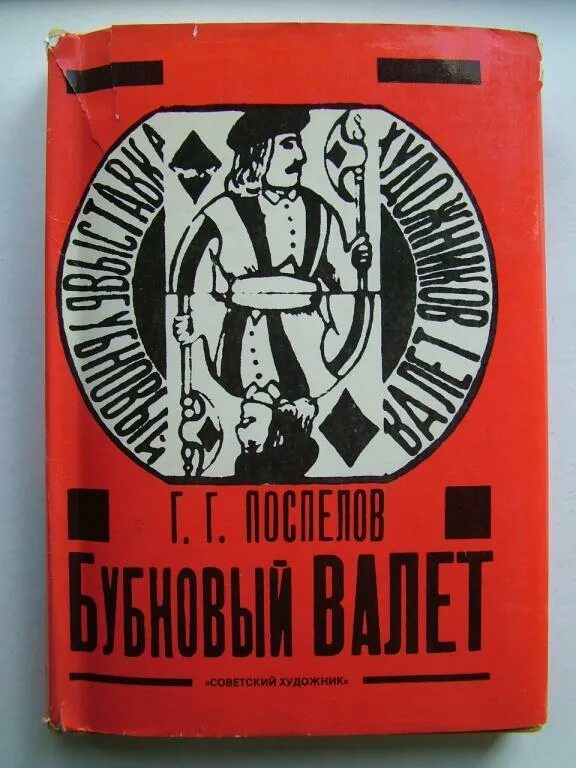 ВЫСТАВКА
ХУДОЖНИКОВ
БУБНОВЫЙ
ВАЛЕТ
Г. Г. ПОСПЕЛОВ
БУБНОВЫЙ ВАЛЕТ
«СОВЕТСКИЙ ХУДОЖНИК»